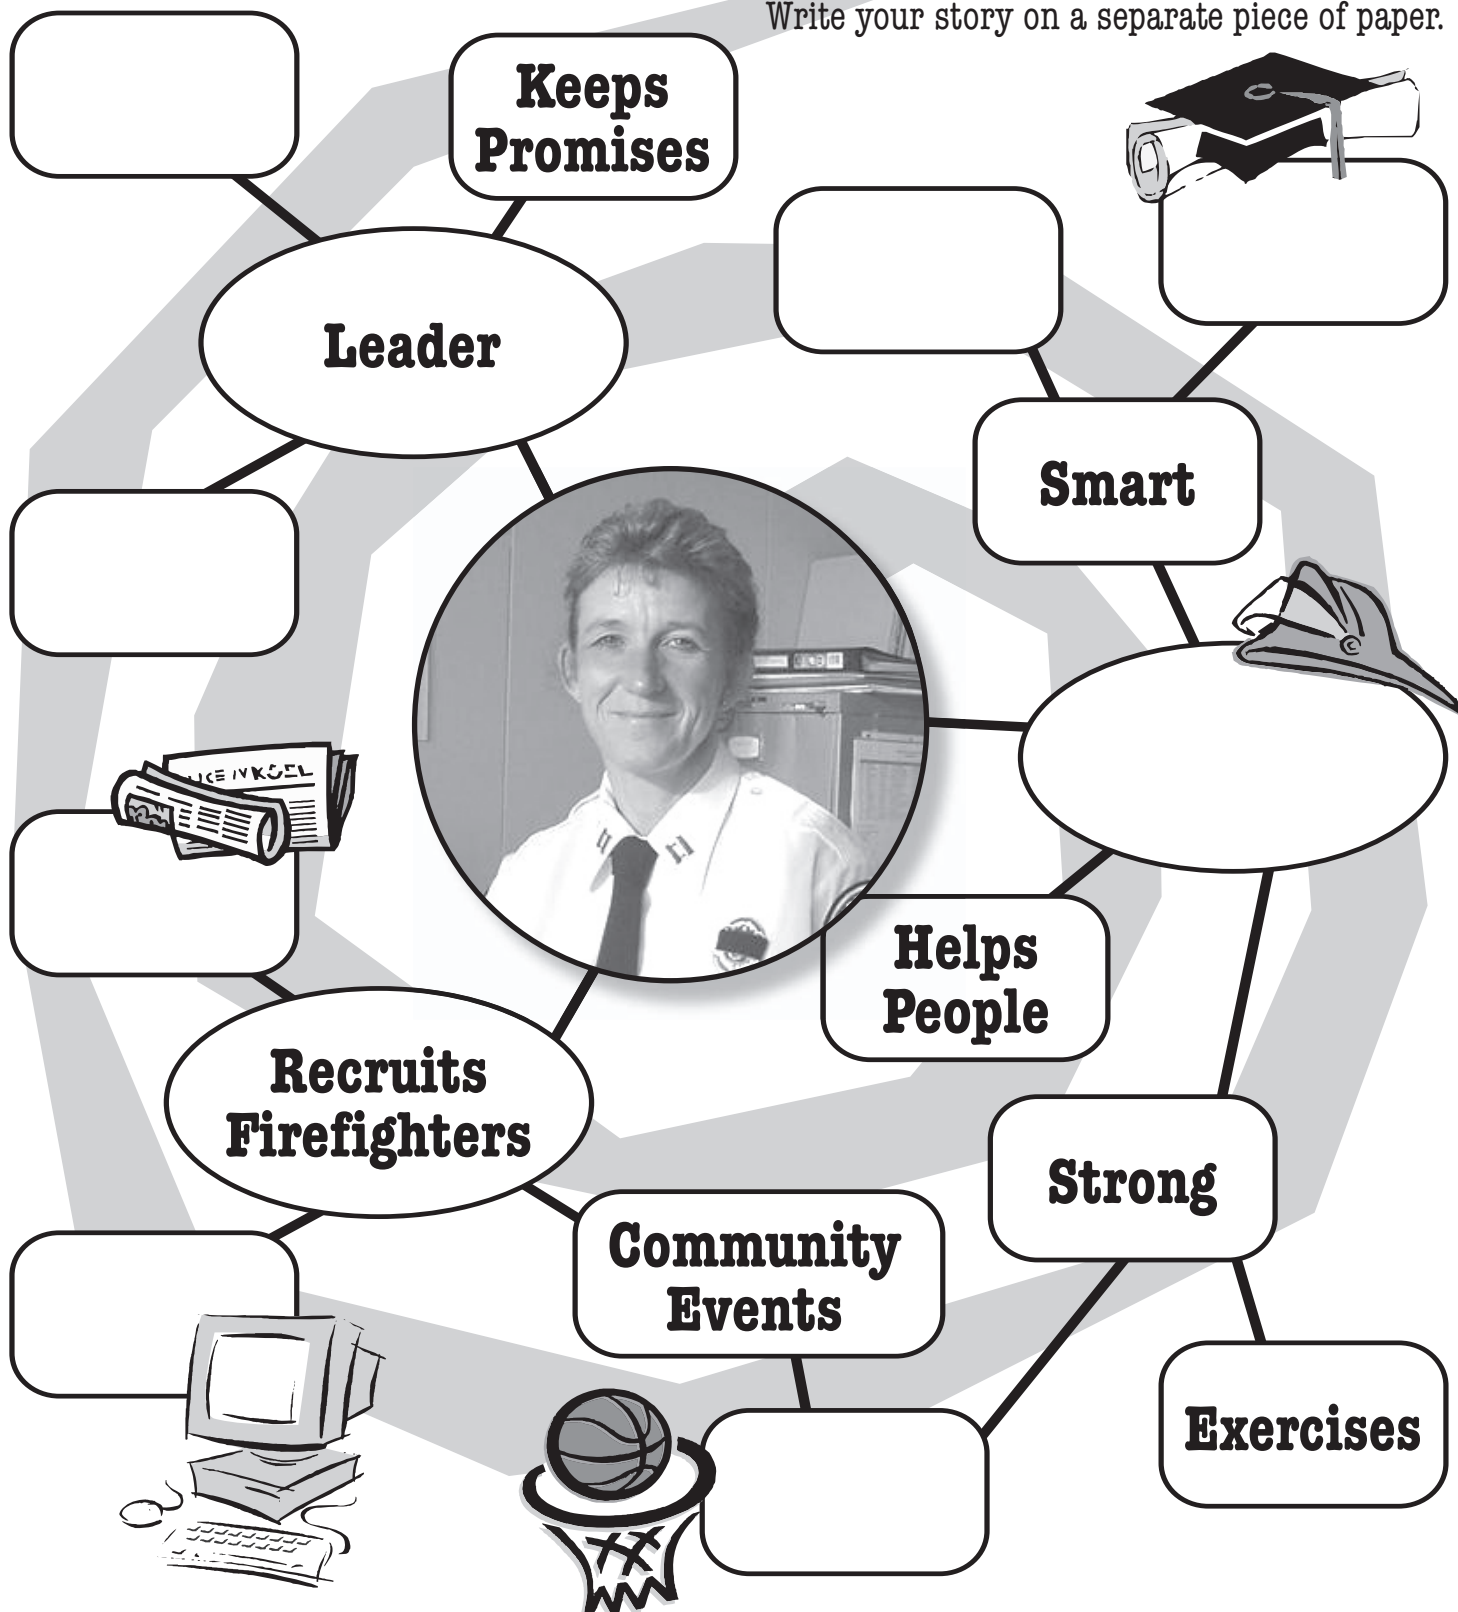 Write your story on a separate piece of paper.
Keeps
Promises
Leader
Smart
Helps
People
Recruits
Firefighters
Strong
Community
Events
Exercises